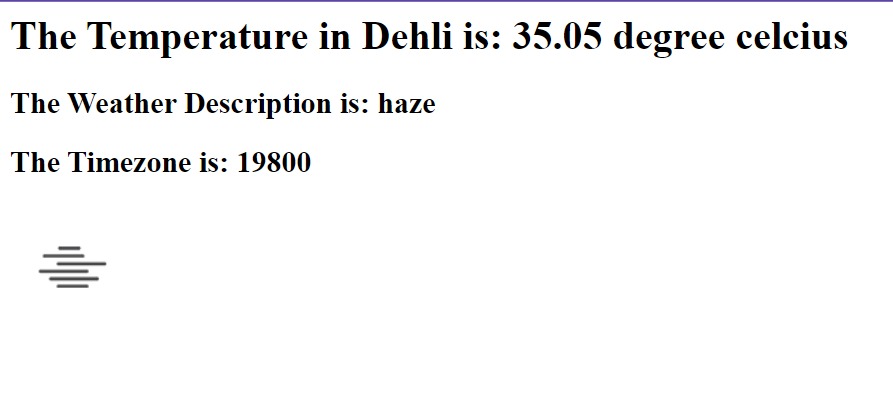 The Temperature in Dehli is: 35.05 degree celcius
The Weather Description is: haze
The Timezone is: 19800